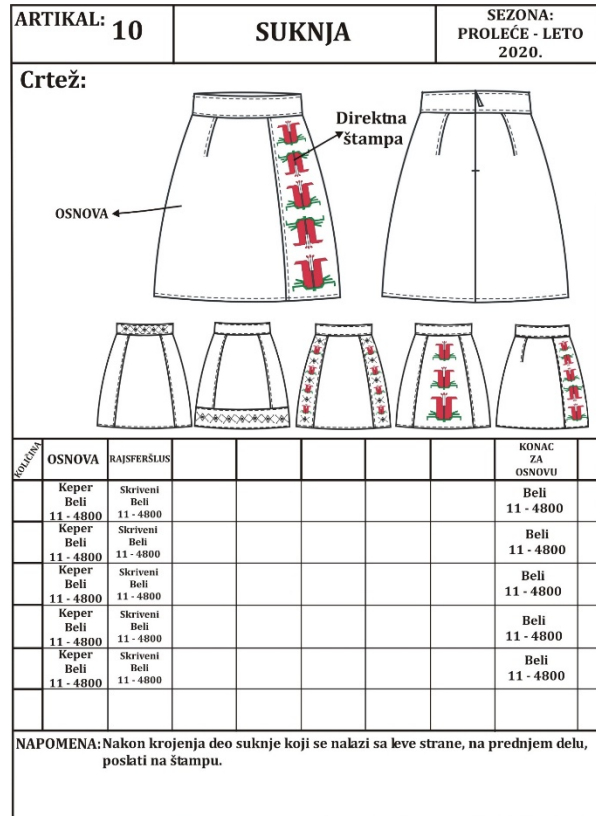 ARTIKAL: 10
SUKNJA
SEZONA:
PROLEĆE - LETO
2020.
Crtež:
Direktna
štampa
OSNOVA
KOLIČINA
OSNOVA
RAJSFERŠLUS
KONAC
ZA
OSNOVU
Keper
Beli
11 - 4800
Skriveni
Beli
11 - 4800
Beli
11 - 4800
Keper
Beli
11 - 4800
Skriveni
Beli
11 - 4800
Beli
11 - 4800
Keper
Beli
11 - 4800
Skriveni
Beli
11 - 4800
Beli
11 - 4800
Keper
Beli
11 - 4800
Skriveni
Beli
11 - 4800
Beli
11 - 4800
Keper
Beli
11 - 4800
Skriveni
Beli
11 - 4800
Beli
11 - 4800
NAPOMENA: Nakon krojenja deo suknje koji se nalazi sa leve strane, na prednjem delu,
poslati na štampu.